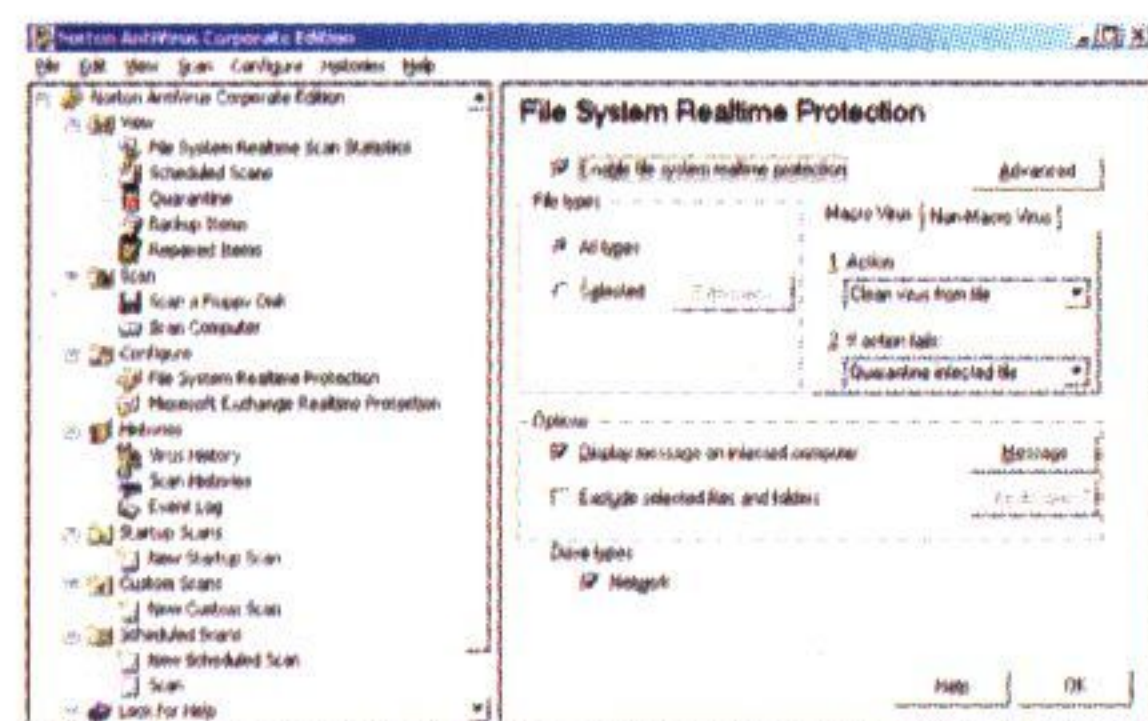 Norton AntiVirus Corporate Edition
File Edit View Scan Configure Histories Help
Norton AntiVirus Corporate Edition
View
File System Realtime Scan Statistics
Scheduled Scans
Quarantine
Backup Items
Repaired Items
Scan
Scan a Floppy Disk
Scan Computer
Configure
File System Realtime Protection
Microsoft Exchange Realtime Protection
Histories
Virus History
Scan Histories
Event Log
Startup Scans
New Startup Scan
Custom Scans
New Custom Scan
Scheduled Scans
New Scheduled Scan
Scan
Look for Help
File System Realtime Protection
Enable file system realtime protection
Advanced
File types
All types
Selected
Macro Virus Non-Macro Virus
1 Action:
Clean virus from file
2 If action fails:
Quarantine infected file
Options
Display message on infected computer
Message
Exclude selected files and folders
Drive types
Network
Help OK